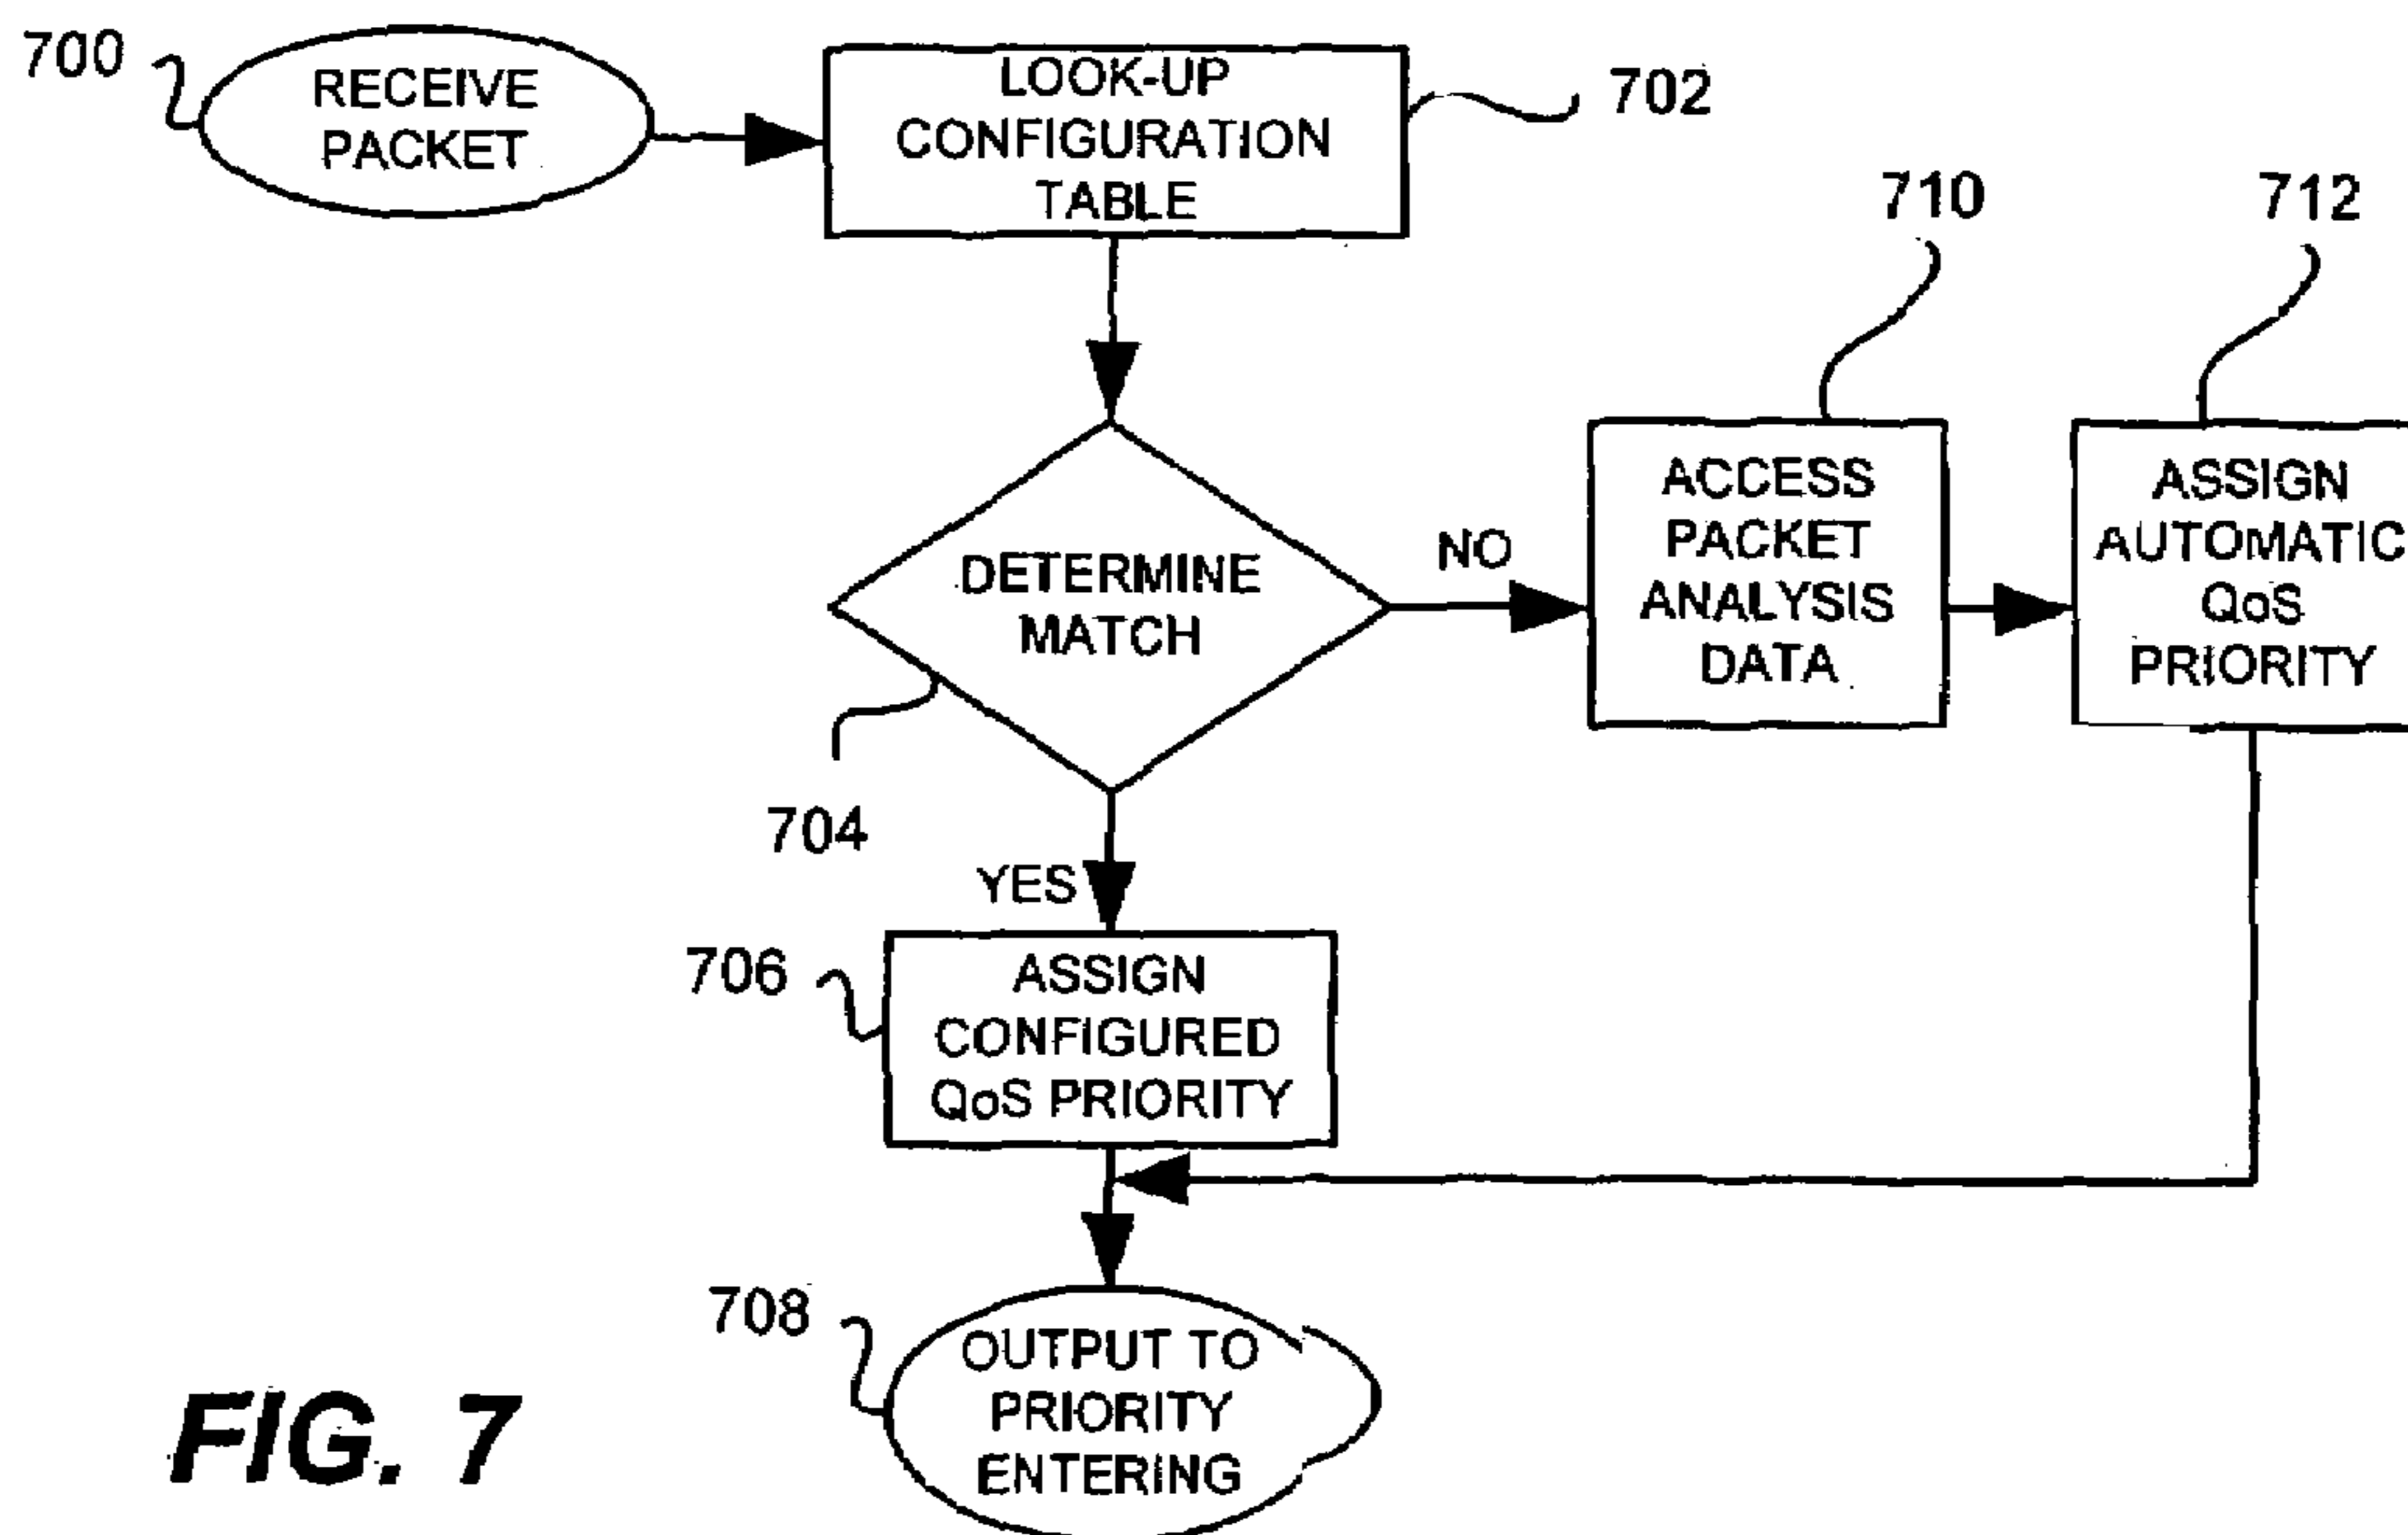 700
RECEIVE
PACKET
LOOK-UP
CONFIGURATION
TABLE
702
710
712
DETERMINE
MATCH
NO
ACCESS
PACKET
ANALYSIS
DATA
ASSIGN
AUTOMATIC
QoS
PRIORITY
704
YES
706
ASSIGN
CONFIGURED
QoS PRIORITY
708
OUTPUT TO
PRIORITY
ENTERING
FIG. 7